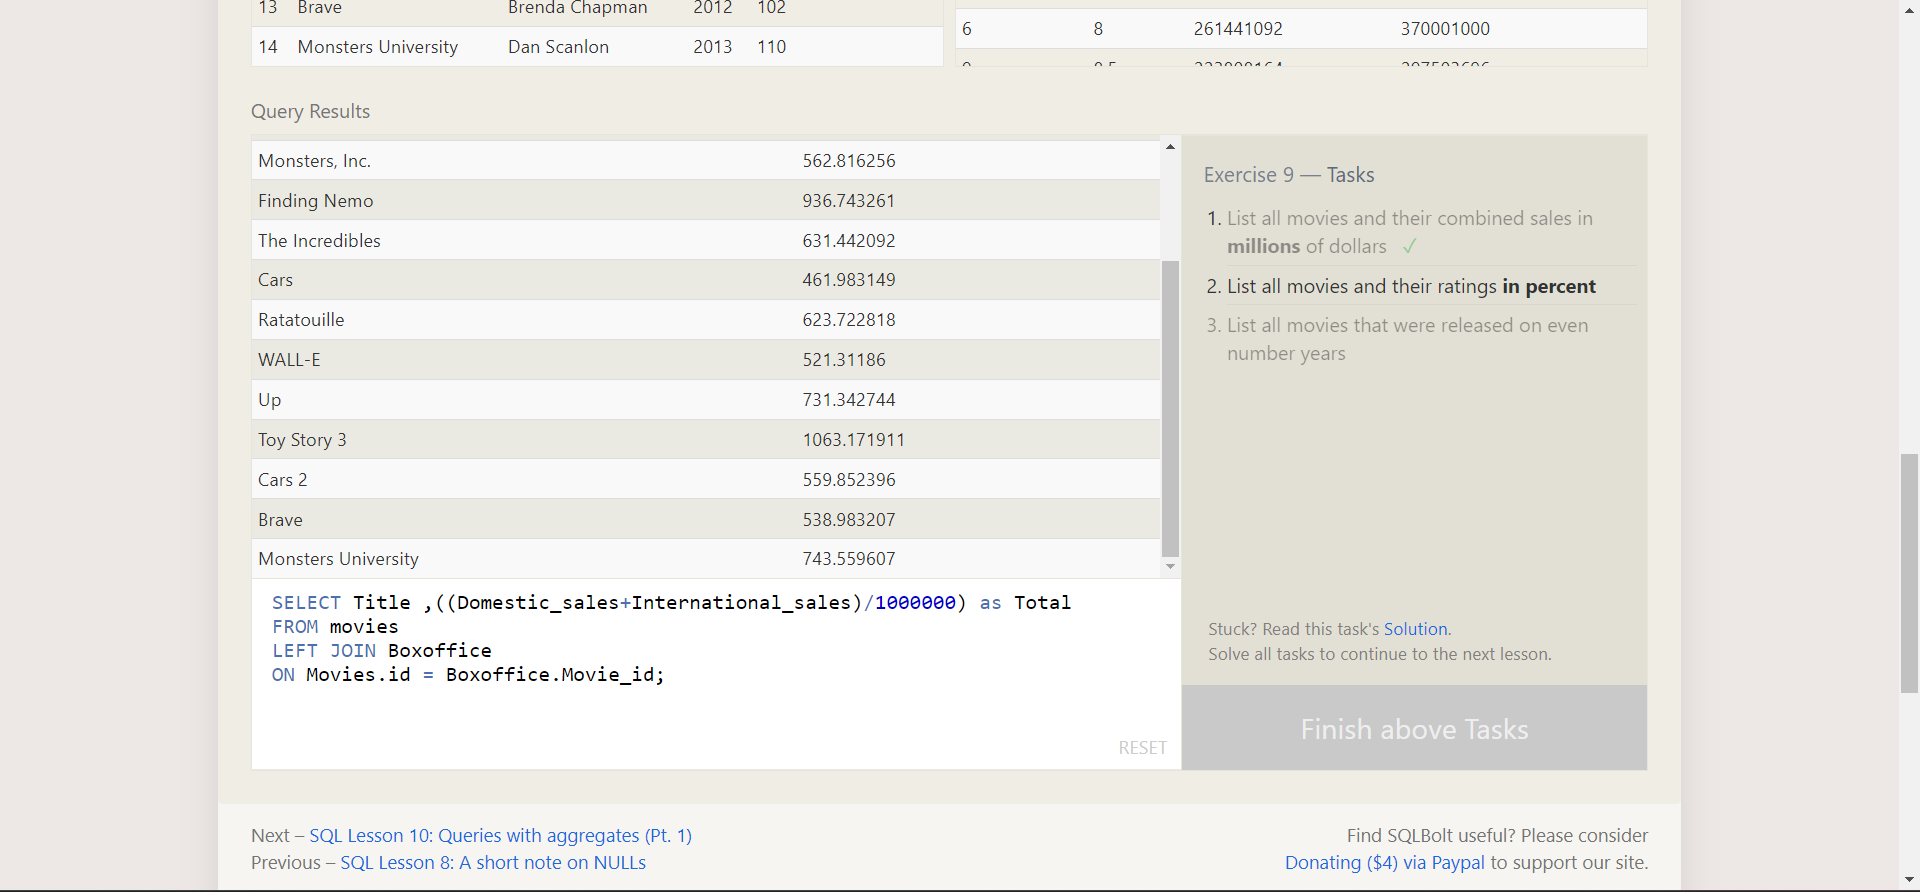 13 Brave Brenda Chapman 2012 102
14 Monsters University Dan Scanlon 2013 110
6 8 261441092 370001000
Query Results
Monsters, Inc. 562.816256
Finding Nemo 936.743261
The Incredibles 631.442092
Cars 461.983149
Ratatouille 623.722818
WALL-E 521.31186
Up 731.342744
Toy Story 3 1063.171911
Cars 2 559.852396
Brave 538.983207
Monsters University 743.559607
SELECT Title ,((Domestic_sales+International_sales)/1000000) as Total
FROM movies
LEFT JOIN Boxoffice
ON Movies.id = Boxoffice.Movie_id;
RESET
Exercise 9 — Tasks
1. List all movies and their combined sales in
millions of dollars ✓
2. List all movies and their ratings in percent
3. List all movies that were released on even
number years
Stuck? Read this task's Solution.
Solve all tasks to continue to the next lesson.
Finish above Tasks
Next – SQL Lesson 10: Queries with aggregates (Pt. 1)
Previous – SQL Lesson 8: A short note on NULLs
Find SQLBolt useful? Please consider
Donating ($4) via Paypal to support our site.